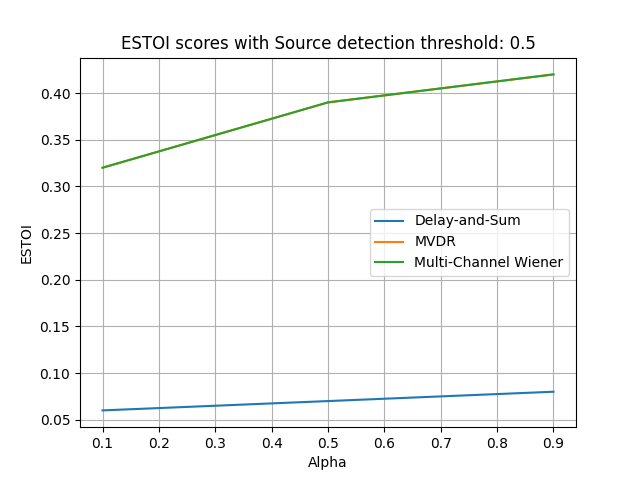 ESTOI scores with Source detection threshold: 0.5
ESTOI
0.40
0.35
0.30
0.25
0.20
0.15
0.10
0.05
Delay-and-Sum
MVDR
Multi-Channel Wiener
0.1 0.2 0.3 0.4 0.5 0.6 0.7 0.8 0.9
Alpha